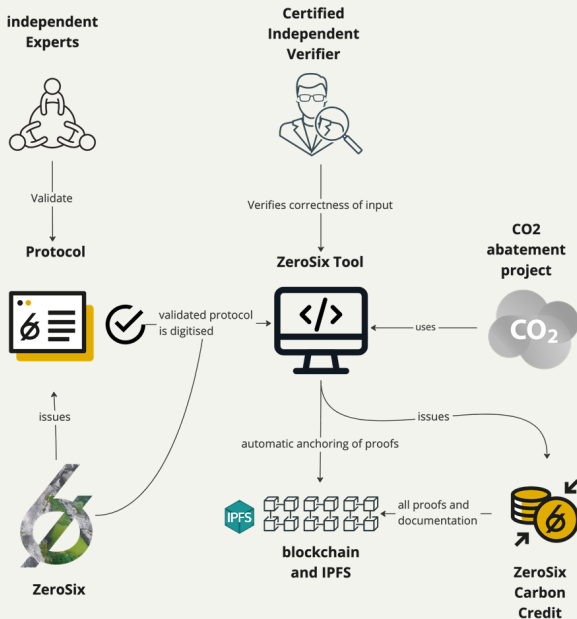 independent
Experts
Certified
Independent
Verifier
Validate
Verifies correctness of input
Protocol
ZeroSix Tool
CO2
abatement
project
validated protocol
is digitised
</>
uses
CO₂
issues
automatic anchoring of proofs
issues
IPFS
all proofs and
documentation
blockchain
and IPFS
ZeroSix
ZeroSix
Carbon
Credit